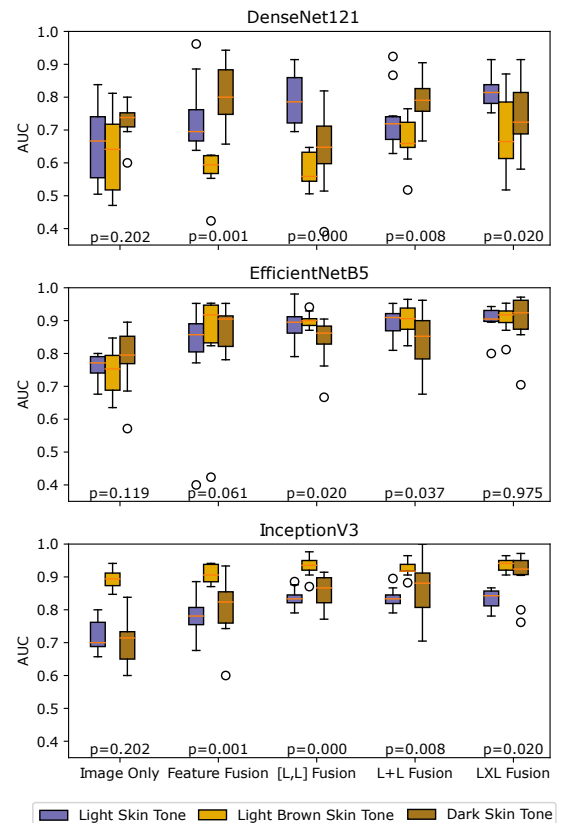 DenseNet121
1.0
0.9
0.8
0.7
0.6
0.5
0.4
AUC
p=0.202 p=0.001 p=0.000 p=0.008 p=0.020
EfficientNetB5
1.0
0.9
0.8
0.7
0.6
0.5
0.4
AUC
p=0.119 p=0.061 p=0.020 p=0.037 p=0.975
InceptionV3
1.0
0.9
0.8
0.7
0.6
0.5
0.4
AUC
p=0.202 p=0.001 p=0.000 p=0.008 p=0.020
Image Only Feature Fusion [L,L] Fusion L+L Fusion LXL Fusion
Light Skin Tone Light Brown Skin Tone Dark Skin Tone